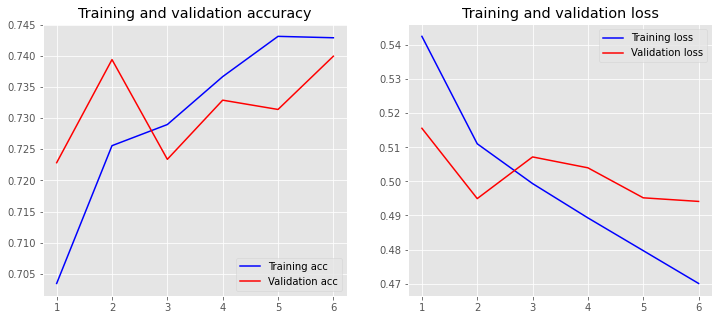 Training and validation accuracy
0.745
0.740
0.735
0.730
0.725
0.720
0.715
0.710
0.705
1 2 3 4 5 6
Training acc
Validation acc
Training and validation loss
0.54
0.53
0.52
0.51
0.50
0.49
0.48
0.47
1 2 3 4 5 6
Training loss
Validation loss